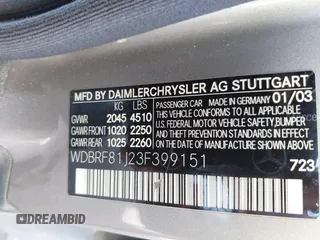 MFD.BY DAIMLERCHRYSLER AG STUTTGART
KG LBS PASSENGER CAR 01/03
GVWR 2045 4510 MADE IN GERMANY
GAWR FRONT 1020 2250 This vehicle conforms to all
GAWR REAR 1025 2260 applicable U.S. federal
WDBRF81J23F399151 motor vehicle safety, bumper
and theft prevention
standards in effect on the
date of manufacture
shown above.
723